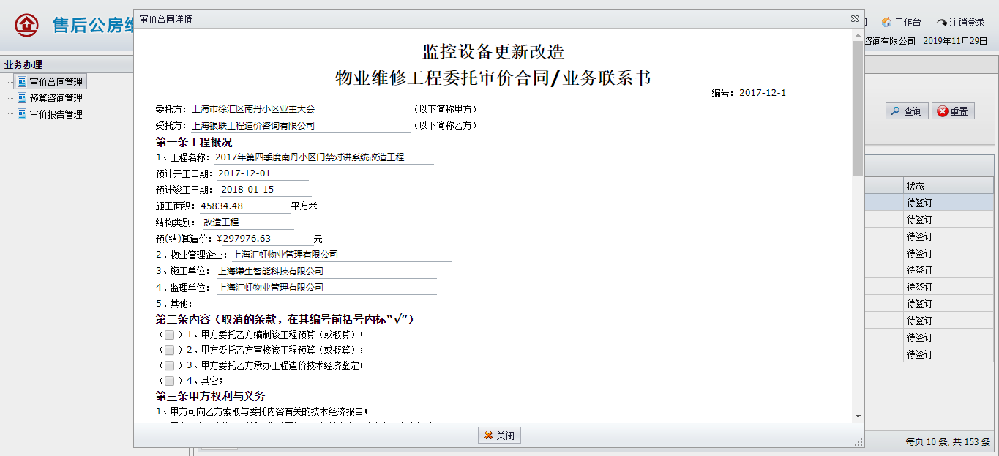 售后公房维
工作台
注销登录
咨询有限公司 2019年11月29日
业务办理
审价合同管理
预算咨询管理
审价报告管理
审价合同详情
监控设备更新改造
物业维修工程委托审价合同/业务联系书
编号: 2017-12-1
委托方: 上海市徐汇区南丹小区业主大会 (以下简称甲方)
受托方: 上海银联工程造价咨询有限公司 (以下简称乙方)
第一条工程概况
1、工程名称: 2017年第四季度南丹小区门禁对讲系统改造工程
预计开工日期: 2017-12-01
预计竣工日期: 2018-01-15
施工面积: 45834.48 平方米
结构类别: 改造工程
预(结)算造价: ¥297976.63 元
2、物业管理企业: 上海汇虹物业管理有限公司
3、施工单位: 上海谦生智能科技有限公司
4、监理单位: 上海汇虹物业管理有限公司
5、其他:
第二条内容（取消的条款，在其编号前括号内标“√”）
( ) 1、甲方委托乙方编制该工程预算（或概算）;
( ) 2、甲方委托乙方审核该工程预算（或概算）;
( ) 3、甲方委托乙方承办工程造价技术经济鉴定;
( ) 4、其它;
第三条甲方权利与义务
1、甲方可向乙方索取与委托内容有关的技术经济报告;
关闭
查询
重置
状态
待签订
待签订
待签订
待签订
待签订
待签订
待签订
待签订
待签订
待签订
每页 10 条, 共 153 条